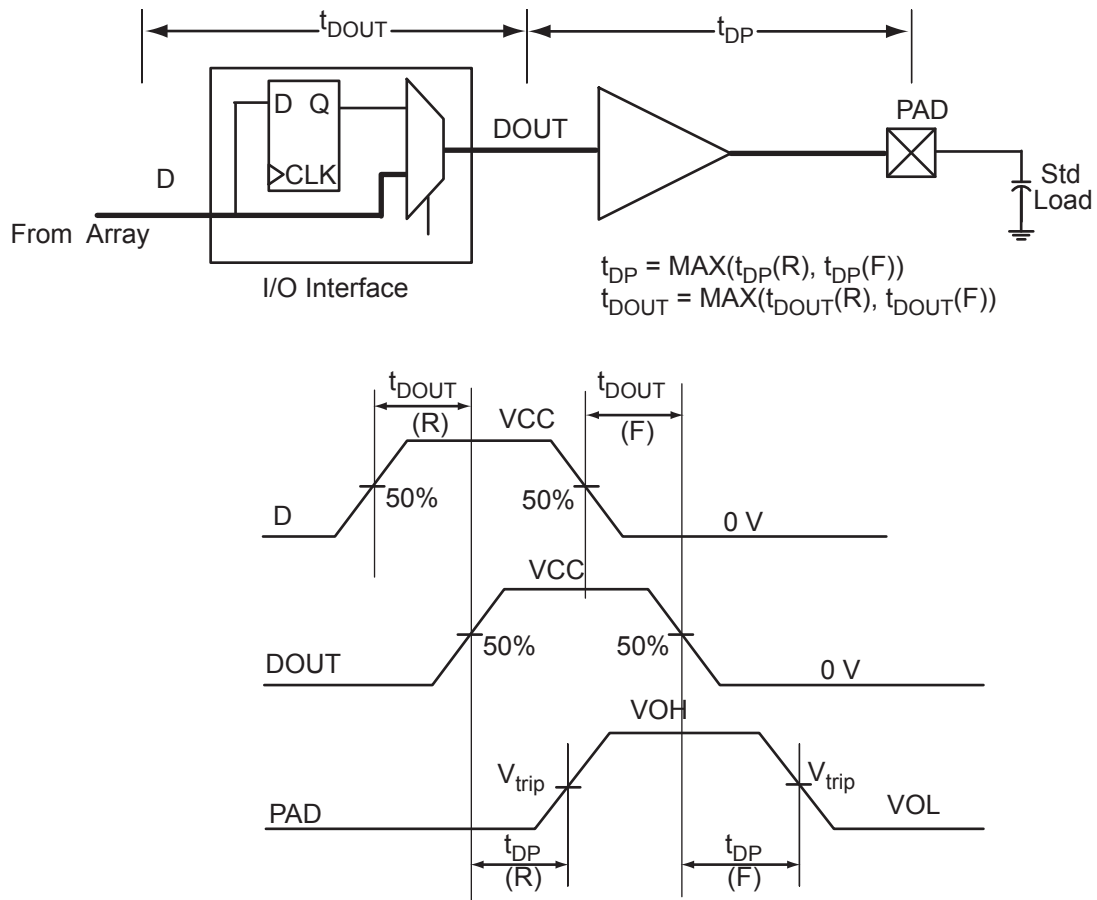 tDOUT
tDP
D Q
CLK
DOUT
PAD
D
From Array
I/O Interface
Std
Load
tDP = MAX(tDP(R), tDP(F))
tDOUT = MAX(tDOUT(R), tDOUT(F))
tDOUT
(R)
VCC
tDOUT
(F)
50%
50%
D
0 V
VCC
50%
50%
DOUT
0 V
VOH
Vtrip
Vtrip
PAD
VOL
tDP
(R)
tDP
(F)